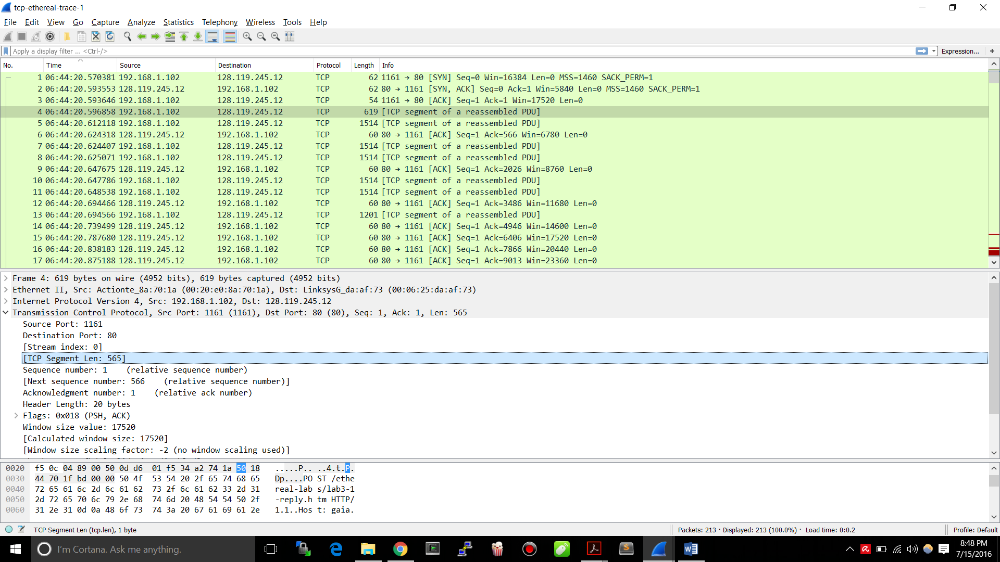 tcp-ethereal-trace-1
File Edit View Go Capture Analyze Statistics Telephony Wireless Tools Help
Apply a display filter ... <Ctrl-/> Expression... +
No. Time Source Destination Protocol Length Info
1 06:44:20.570381 192.168.1.102 128.119.245.12 TCP 62 1161 → 80 [SYN] Seq=0 Win=16384 Len=0 MSS=1460 SACK_PERM=1
2 06:44:20.593553 128.119.245.12 192.168.1.102 TCP 62 80 → 1161 [SYN, ACK] Seq=0 Ack=1 Win=5840 Len=0 MSS=1460 SACK_PERM=1
3 06:44:20.593646 192.168.1.102 128.119.245.12 TCP 54 1161 → 80 [ACK] Seq=1 Ack=1 Win=17520 Len=0
4 06:44:20.596858 192.168.1.102 128.119.245.12 TCP 619 [TCP segment of a reassembled PDU]
5 06:44:20.612118 192.168.1.102 128.119.245.12 TCP 1514 [TCP segment of a reassembled PDU]
6 06:44:20.624318 128.119.245.12 192.168.1.102 TCP 60 80 → 1161 [ACK] Seq=1 Ack=566 Win=6780 Len=0
7 06:44:20.624407 192.168.1.102 128.119.245.12 TCP 1514 [TCP segment of a reassembled PDU]
8 06:44:20.625071 192.168.1.102 128.119.245.12 TCP 1514 [TCP segment of a reassembled PDU]
9 06:44:20.647675 128.119.245.12 192.168.1.102 TCP 60 80 → 1161 [ACK] Seq=1 Ack=2026 Win=8760 Len=0
10 06:44:20.647786 192.168.1.102 128.119.245.12 TCP 1514 [TCP segment of a reassembled PDU]
11 06:44:20.648538 192.168.1.102 128.119.245.12 TCP 1514 [TCP segment of a reassembled PDU]
12 06:44:20.694466 128.119.245.12 192.168.1.102 TCP 60 80 → 1161 [ACK] Seq=1 Ack=3486 Win=11680 Len=0
13 06:44:20.694566 192.168.1.102 128.119.245.12 TCP 1201 [TCP segment of a reassembled PDU]
14 06:44:20.739499 128.119.245.12 192.168.1.102 TCP 60 80 → 1161 [ACK] Seq=1 Ack=4946 Win=14600 Len=0
15 06:44:20.787680 128.119.245.12 192.168.1.102 TCP 60 80 → 1161 [ACK] Seq=1 Ack=6406 Win=17520 Len=0
16 06:44:20.838183 128.119.245.12 192.168.1.102 TCP 60 80 → 1161 [ACK] Seq=1 Ack=7866 Win=20440 Len=0
17 06:44:20.875188 128.119.245.12 192.168.1.102 TCP 60 80 → 1161 [ACK] Seq=1 Ack=9013 Win=23360 Len=0
Frame 4: 619 bytes on wire (4952 bits), 619 bytes captured (4952 bits)
Ethernet II, Src: Actionte_8a:70:1a (00:20:e0:8a:70:1a), Dst: LinksysG_da:af:73 (00:06:25:da:af:73)
Internet Protocol Version 4, Src: 192.168.1.102, Dst: 128.119.245.12
Transmission Control Protocol, Src Port: 1161 (1161), Dst Port: 80 (80), Seq: 1, Ack: 1, Len: 565
Source Port: 1161
Destination Port: 80
[Stream index: 0]
[TCP Segment Len: 565]
Sequence number: 1 (relative sequence number)
[Next sequence number: 566 (relative sequence number)]
Acknowledgment number: 1 (relative ack number)
Header Length: 20 bytes
Flags: 0x018 (PSH, ACK)
Window size value: 17520
[Calculated window size: 17520]
[Window size scaling factor: -2 (no window scaling used)]
0020 f5 0c 04 89 00 50 0d d6 01 f5 34 a2 74 1a 50 18 .....P.. ..4.t.P.
0030 44 70 1f bd 00 00 50 4f 53 54 20 2f 65 74 68 65 Dp....PO ST /ethe
0040 72 65 61 6c 2d 6c 61 62 73 2f 6c 61 62 33 2d 31 real-lab s/lab3-1
0050 2d 72 65 70 6c 79 2e 68 74 6d 20 48 54 54 50 2f -reply.h tm HTTP/
0060 31 2e 31 0d 0a 48 6f 73 74 3a 20 67 61 69 61 2e 1.1..Hos t: gaia.
TCP Segment Len (tcp.len), 1 byte Packets: 213 · Displayed: 213 (100.0%) · Load time: 0:0.2 Profile: Default
I'm Cortana. Ask me anything.
8:48 PM
7/15/2016